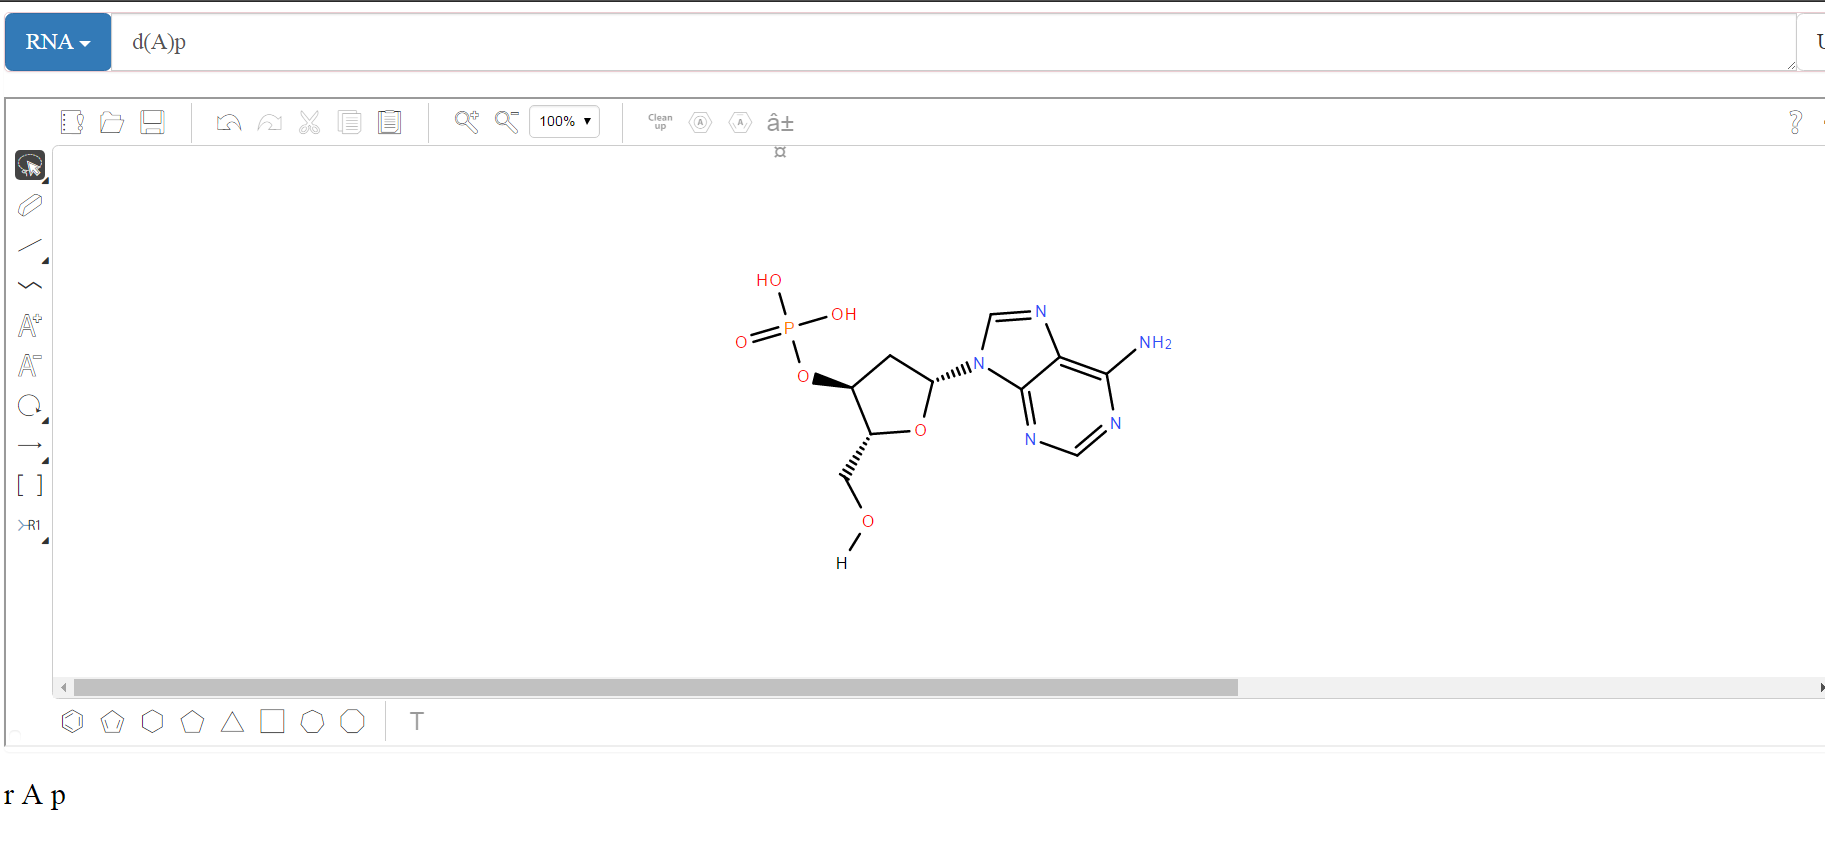 RNA d(A)p U
100% Clean up A A â± ?
¤
A+
A-
[ ]
R1
HO
OH
P
O
O
N
NH2
N
O
N
N
O
H
T
r A p